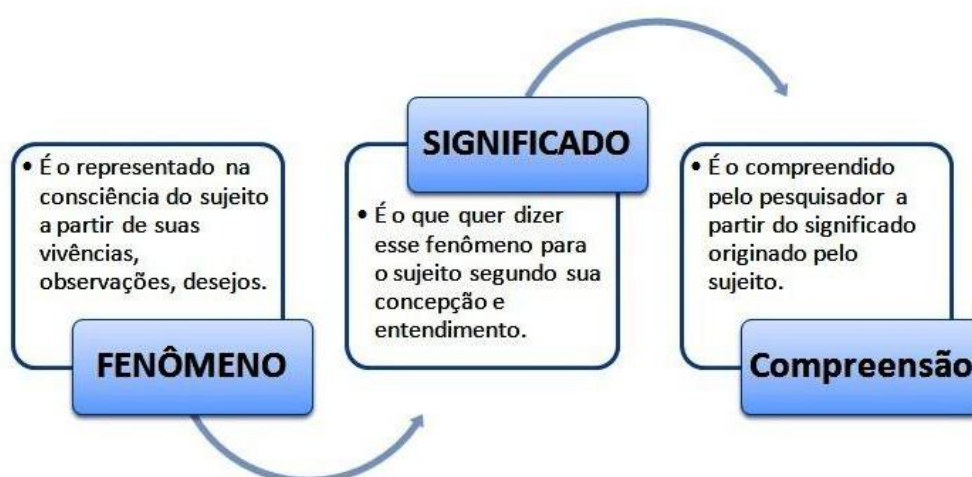 • É o representado na
consciência do sujeito
a partir de suas
vivências,
observações, desejos.
FENÔMENO
SIGNIFICADO
• É o que quer dizer
esse fenômeno para
o sujeito segundo sua
concepção e
entendimento.
• É o compreendido
pelo pesquisador a
partir do significado
originado pelo
sujeito.
Compreensão